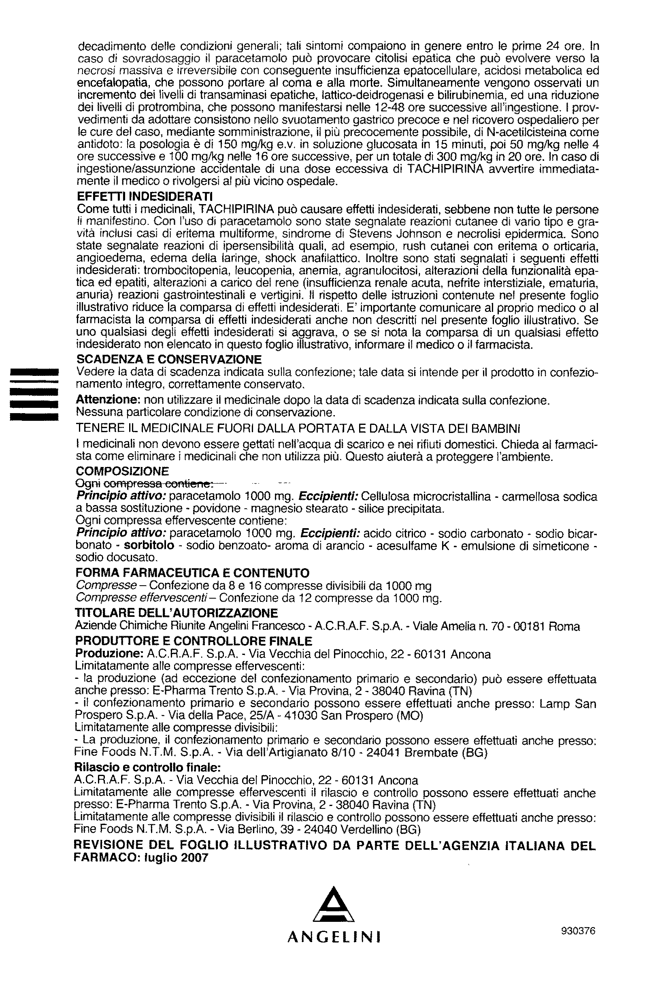 decadimento delle condizioni generali; tali sintomi compaiono in genere entro le prime 24 ore. In
caso di sovradosaggio il paracetamolo può provocare citolisi epatica che può evolvere verso la
necrosi massiva e irreversibile con conseguente insufficienza epatocellulare, acidosi metabolica ed
encefalopatia, che possono portare al coma e alla morte. Simultaneamente vengono osservati un
incremento dei livelli di transaminasi epatiche, lattico-deidrogenasi e bilirubinemia, ed una riduzione
dei livelli di protrombina, che possono manifestarsi nelle 12-48 ore successive all'ingestione. I prov-
vedimenti da adottare consistono nello svuotamento gastrico precoce e nel ricovero ospedaliero per
le cure del caso, mediante somministrazione, il più precocemente possibile, di N-acetilcisteina come
antidoto: la posologia è di 150 mg/kg e.v. in soluzione glucosata in 15 minuti, poi 50 mg/kg nelle 4
ore successive e 100 mg/kg nelle 16 ore successive, per un totale di 300 mg/kg in 20 ore. In caso di
ingestione/assunzione accidentale di una dose eccessiva di TACHIPIRINA avvertire immediata-
mente il medico o rivolgersi al più vicino ospedale.
EFFETTI INDESIDERATI
Come tutti i medicinali, TACHIPIRINA può causare effetti indesiderati, sebbene non tutte le persone
li manifestino. Con l'uso di paracetamolo sono state segnalate reazioni cutanee di vario tipo e gra-
vità inclusi casi di eritema multiforme, sindrome di Stevens Johnson e necrolisi epidermica. Sono
state segnalate reazioni di ipersensibilità quali, ad esempio, rush cutanei con eritema o orticaria,
angioedema, edema della laringe, shock anafilattico. Inoltre sono stati segnalati i seguenti effetti
indesiderati: trombocitopenia, leucopenia, anemia, agranulocitosi, alterazioni della funzionalità epa-
tica ed epatiti, alterazioni a carico del rene (insufficienza renale acuta, nefrite interstiziale, ematuria,
anuria) reazioni gastrointestinali e vertigini. Il rispetto delle istruzioni contenute nel presente foglio
illustrativo riduce la comparsa di effetti indesiderati. E' importante comunicare al proprio medico o al
farmacista la comparsa di effetti indesiderati anche non descritti nel presente foglio illustrativo. Se
uno qualsiasi degli effetti indesiderati si aggrava, o se si nota la comparsa di un qualsiasi effetto
indesiderato non elencato in questo foglio illustrativo, informare il medico o il farmacista.
SCADENZA E CONSERVAZIONE
Vedere la data di scadenza indicata sulla confezione; tale data si intende per il prodotto in confezio-
namento integro, correttamente conservato.
Attenzione: non utilizzare il medicinale dopo la data di scadenza indicata sulla confezione.
Nessuna particolare condizione di conservazione.
TENERE IL MEDICINALE FUORI DALLA PORTATA E DALLA VISTA DEI BAMBINI
I medicinali non devono essere gettati nell'acqua di scarico e nei rifiuti domestici. Chieda al farmaci-
sta come eliminare i medicinali che non utilizza più. Questo aiuterà a proteggere l'ambiente.
COMPOSIZIONE
Ogni compressa contiene:
Principio attivo: paracetamolo 1000 mg. Eccipienti: Cellulosa microcristallina - carmellosa sodica
a bassa sostituzione - povidone - magnesio stearato - silice precipitata.
Ogni compressa effervescente contiene:
Principio attivo: paracetamolo 1000 mg. Eccipienti: acido citrico - sodio carbonato - sodio bicar-
bonato - sorbitolo - sodio benzoato- aroma di arancio - acesulfame K - emulsione di simeticone -
sodio docusato.
FORMA FARMACEUTICA E CONTENUTO
Compresse – Confezione da 8 e 16 compresse divisibili da 1000 mg
Compresse effervescenti – Confezione da 12 compresse da 1000 mg.
TITOLARE DELL'AUTORIZZAZIONE
Aziende Chimiche Riunite Angelini Francesco - A.C.R.A.F. S.p.A. - Viale Amelia n. 70 - 00181 Roma
PRODUTTORE E CONTROLLORE FINALE
Produzione: A.C.R.A.F. S.p.A. - Via Vecchia del Pinocchio, 22 - 60131 Ancona
Limitatamente alle compresse effervescenti:
- la produzione (ad eccezione del confezionamento primario e secondario) può essere effettuata
anche presso: E-Pharma Trento S.p.A. - Via Provina, 2 - 38040 Ravina (TN)
- il confezionamento primario e secondario possono essere effettuati anche presso: Lamp San
Prospero S.p.A. - Via della Pace, 25/A - 41030 San Prospero (MO)
Limitatamente alle compresse divisibili:
- La produzione, il confezionamento primario e secondario possono essere effettuati anche presso:
Fine Foods N.T.M. S.p.A. - Via dell'Artigianato 8/10 - 24041 Brembate (BG)
Rilascio e controllo finale:
A.C.R.A.F. S.p.A. - Via Vecchia del Pinocchio, 22 - 60131 Ancona
Limitatamente alle compresse effervescenti il rilascio e controllo possono essere effettuati anche
presso: E-Pharma Trento S.p.A. - Via Provina, 2 - 38040 Ravina (TN)
Limitatamente alle compresse divisibili il rilascio e controllo possono essere effettuati anche presso:
Fine Foods N.T.M. S.p.A. - Via Berlino, 39 - 24040 Verdellino (BG)
REVISIONE DEL FOGLIO ILLUSTRATIVO DA PARTE DELL'AGENZIA ITALIANA DEL
FARMACO: luglio 2007
ANGELINI
930376